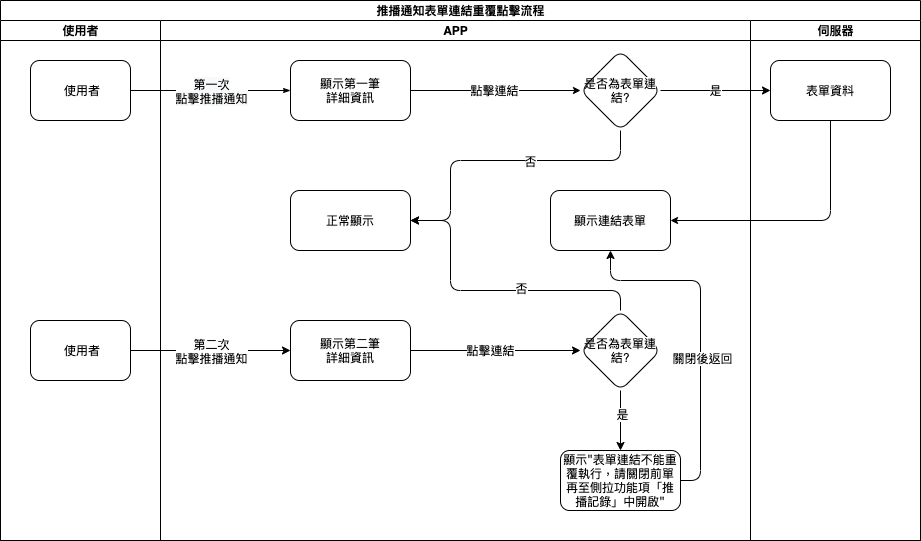 推播通知表單連結重覆點擊流程
使用者
APP
伺服器
使用者
第一次
點擊推播通知
顯示第一筆
詳細資訊
點擊連結
是否為表單連
結?
是
表單資料
否
正常顯示
顯示連結表單
否
使用者
第二次
點擊推播通知
顯示第二筆
詳細資訊
點擊連結
是否為表單連
結?
關閉後返回
是
顯示"表單連結不能重
覆執行，請關閉前單
再至側拉功能項「推
播記錄」中開啟"